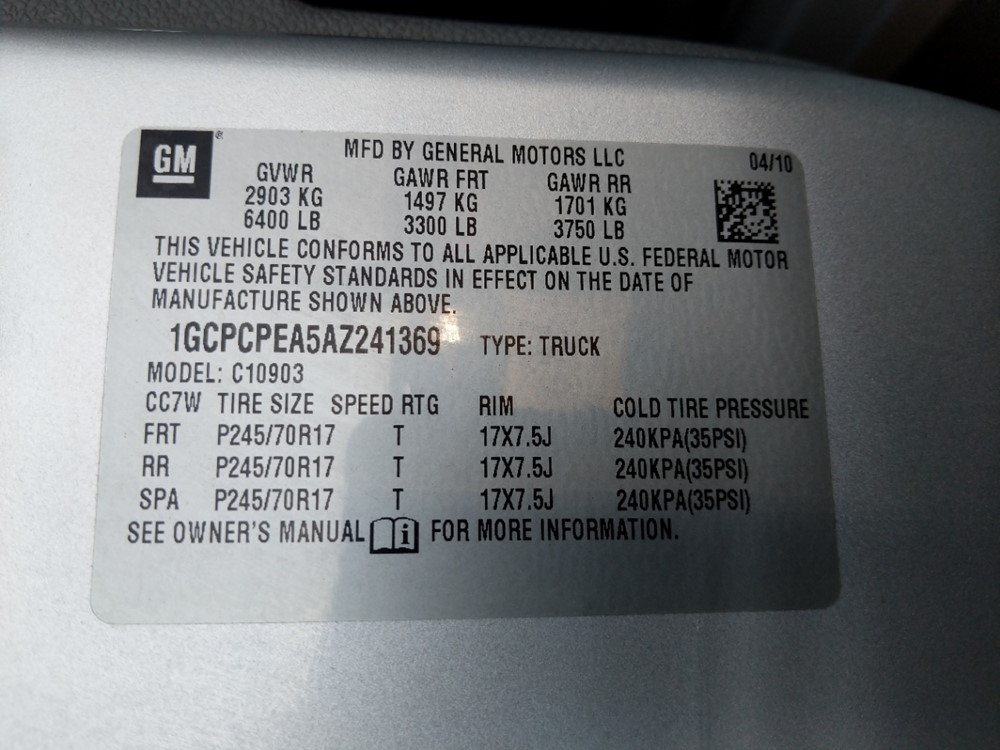 GM ®
MFD BY GENERAL MOTORS LLC 04/10
GVWR GAWR FRT GAWR RR
2903 KG 1497 KG 1701 KG
6400 LB 3300 LB 3750 LB
THIS VEHICLE CONFORMS TO ALL APPLICABLE U.S. FEDERAL MOTOR
VEHICLE SAFETY STANDARDS IN EFFECT ON THE DATE OF
MANUFACTURE SHOWN ABOVE.
1GCPCPEA5AZ241369 TYPE: TRUCK
MODEL: C10903
CC7W TIRE SIZE SPEED RTG RIM COLD TIRE PRESSURE
FRT P245/70R17 T 17X7.5J 240KPA(35PSI)
RR P245/70R17 T 17X7.5J 240KPA(35PSI)
SPA P245/70R17 T 17X7.5J 240KPA(35PSI)
SEE OWNER'S MANUAL i FOR MORE INFORMATION.